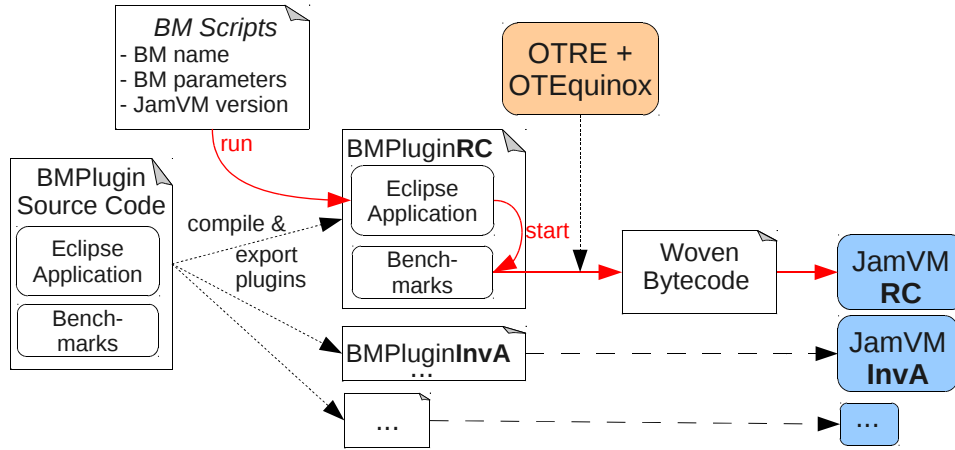 BM Scripts
- BM name
- BM parameters
- JamVM version
OTRE +
OTEquinox
run
BMPluginRC
BMPlugin
Source Code
Eclipse
Application
compile &
export
plugins
start
Eclipse
Application
Bench-
marks
Woven
Bytecode
JamVM
RC
Bench-
marks
BMPluginInvA
...
JamVM
InvA
...
...